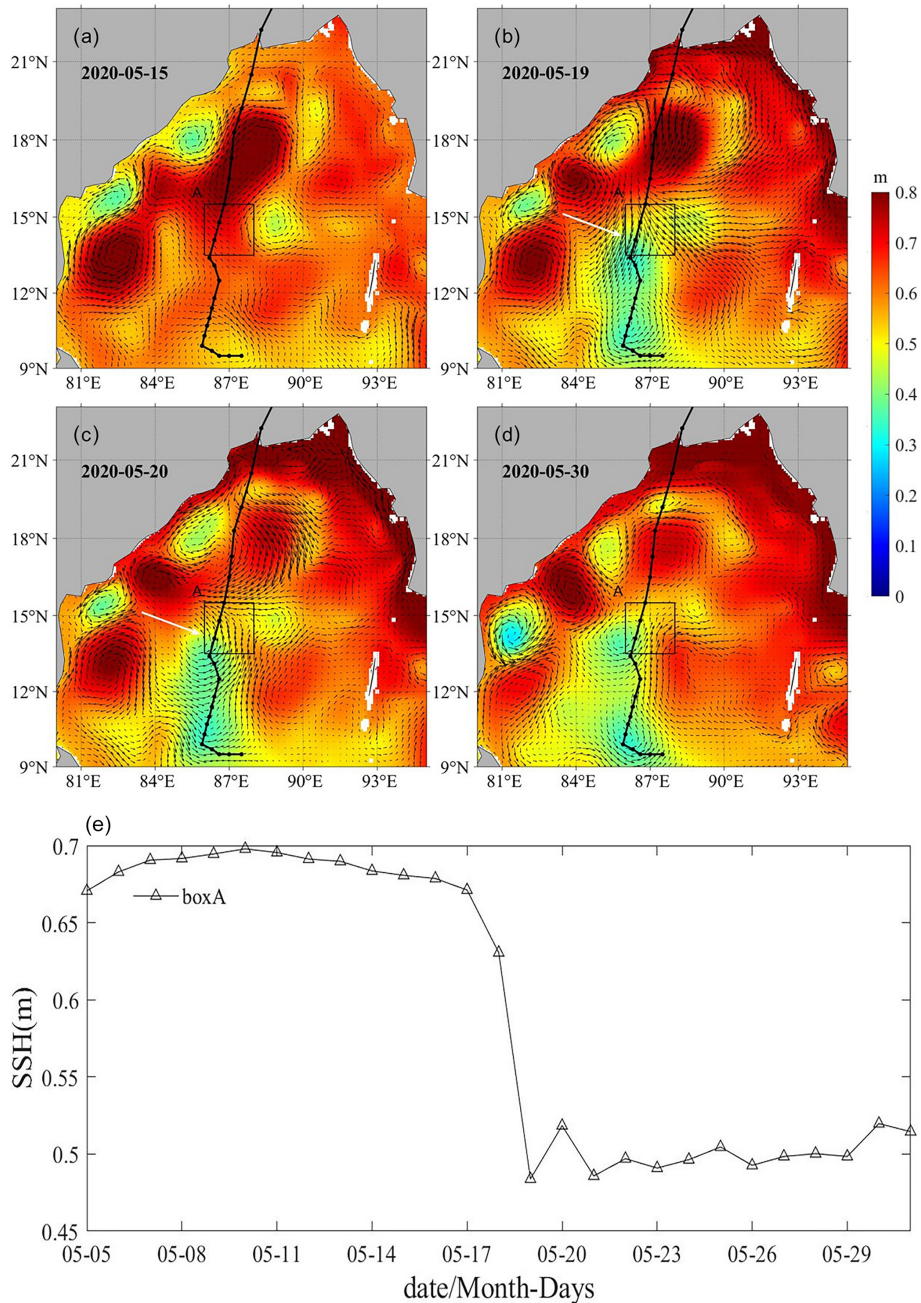 (a)
2020-05-15
A
21°N
18°N
15°N
12°N
9°N
81°E 84°E 87°E 90°E 93°E
(b)
2020-05-19
A
21°N
18°N
15°N
12°N
9°N
81°E 84°E 87°E 90°E 93°E
m
0.8
0.7
0.6
0.5
0.4
0.3
0.2
0.1
0
(c)
2020-05-20
A
21°N
18°N
15°N
12°N
9°N
81°E 84°E 87°E 90°E 93°E
(d)
2020-05-30
A
21°N
18°N
15°N
12°N
9°N
81°E 84°E 87°E 90°E 93°E
(e)
boxA
SSH(m)
0.7
0.65
0.6
0.55
0.5
0.45
05-05 05-08 05-11 05-14 05-17 05-20 05-23 05-26 05-29
date/Month-Days